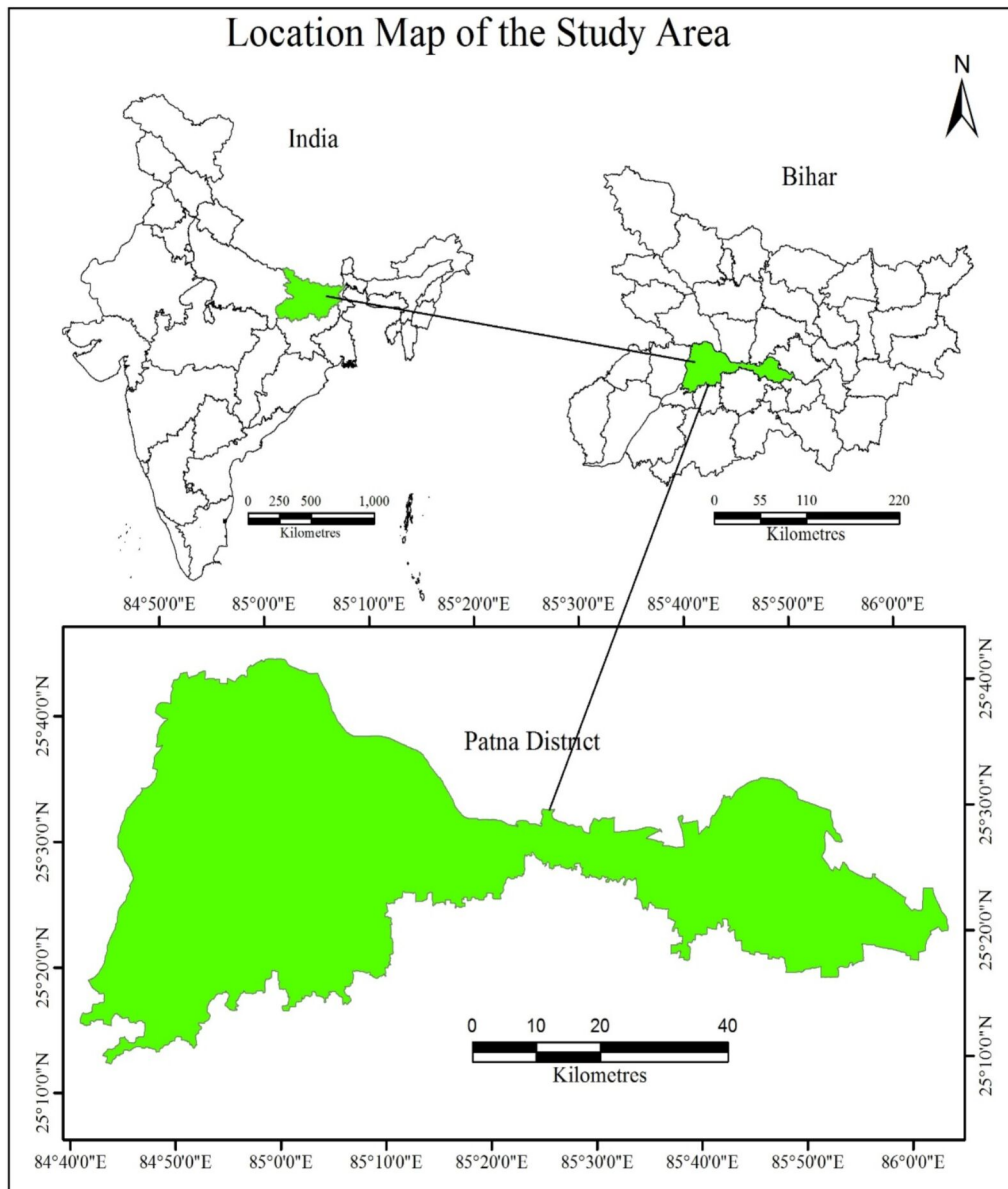 Location Map of the Study Area
N
India
Bihar
0 250 500 1,000
Kilometres
0 55 110 220
Kilometres
84°50'0"E 85°0'0"E 85°10'0"E 85°20'0"E 85°30'0"E 85°40'0"E 85°50'0"E 86°0'0"E
25°40'0"N
25°30'0"N
25°20'0"N
25°10'0"N
Patna District
25°40'0"N
25°30'0"N
25°20'0"N
25°10'0"N
0 10 20 40
Kilometres
84°40'0"E 84°50'0"E 85°0'0"E 85°10'0"E 85°20'0"E 85°30'0"E 85°40'0"E 85°50'0"E 86°0'0"E